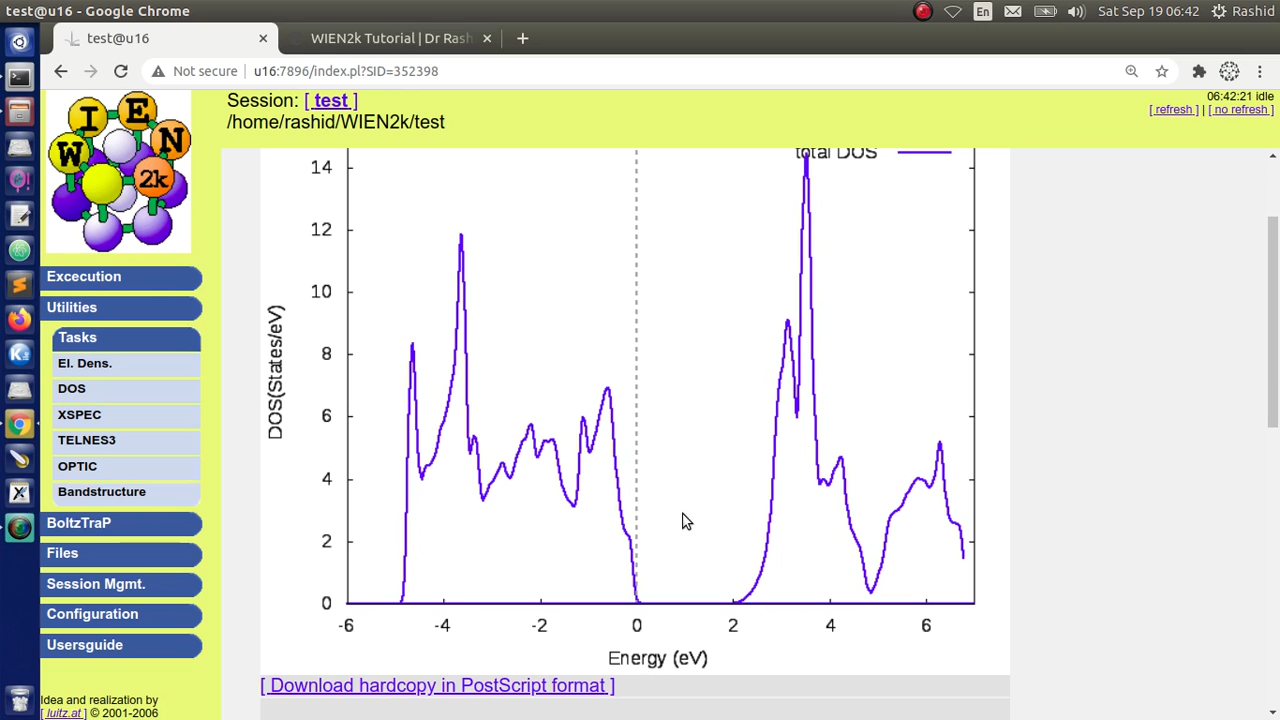 test@u16 - Google Chrome
En
Sat Sep 19 06:42
Rashid
test@u16
WIEN2k Tutorial | Dr Rash
Not secure
u16:7896/index.pl?SID=352398
W I E N 2k
Session: [ test ]
/home/rashid/WIEN2k/test
06:42:21 idle
[ refresh ] | [ no refresh ]
Excecution
Utilities
Tasks
El. Dens.
DOS
XSPEC
TELNES3
OPTIC
Bandstructure
BoltzTraP
Files
Session Mgmt.
Configuration
Usersguide
Idea and realization by
[ luitz.at ] © 2001-2006
total DOS
14
12
10
8
6
4
2
0
DOS(States/eV)
-6 -4 -2 0 2 4 6
Energy (eV)
[ Download hardcopy in PostScript format ]